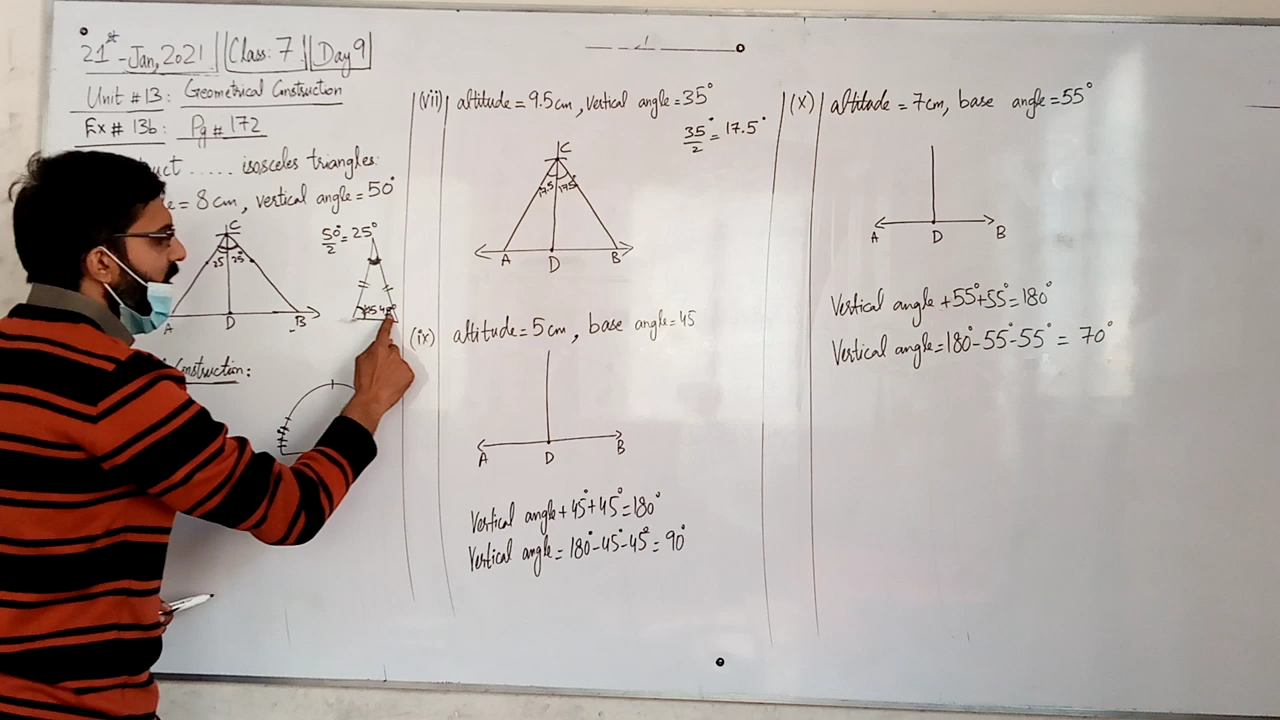 21st-Jan, 2021 Class: 7 Day 9
Unit # 13: Geometrical Construction
Ex # 13b: Pg # 172
..... isosceles triangles.
= 8 cm, vertical angle = 50°
C
25 25°
A D B
50°/2 = 25°
45°
Construction:
(vii) altitude = 9.5 cm, vertical angle = 35°
35°/2 = 17.5°
C
17.5 17.5
A D B
(ix) altitude = 5 cm, base angle = 45
A D B
Vertical angle + 45° + 45° = 180°
Vertical angle = 180° - 45° - 45° = 90°
(x) altitude = 7cm, base angle = 55°
A D B
Vertical angle + 55° + 55° = 180°
Vertical angle = 180° - 55° - 55° = 70°